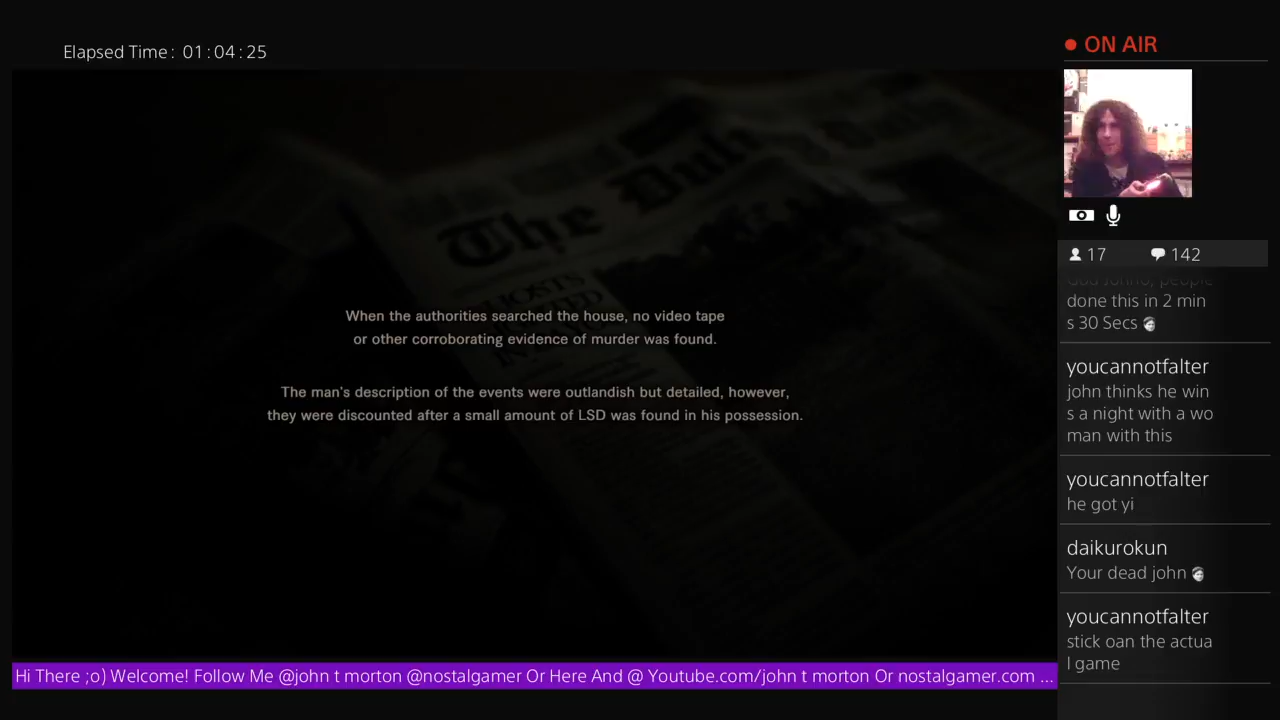 Elapsed Time: 01:04:25
ON AIR
17 142
The
HOSTS
When the authorities searched the house, no video tape
or other corroborating evidence of murder was found.
The man's description of the events were outlandish but detailed, however,
they were discounted after a small amount of LSD was found in his possession.
done this in 2 min
s 30 Secs
youcannotfalter
john thinks he win
s a night with a wo
man with this
youcannotfalter
he got yi
daikurokun
Your dead john
youcannotfalter
stick oan the actua
l game
Hi There ;o) Welcome! Follow Me @john t morton @nostalgamer Or Here And @ Youtube.com/john t morton Or nostalgamer.com ...